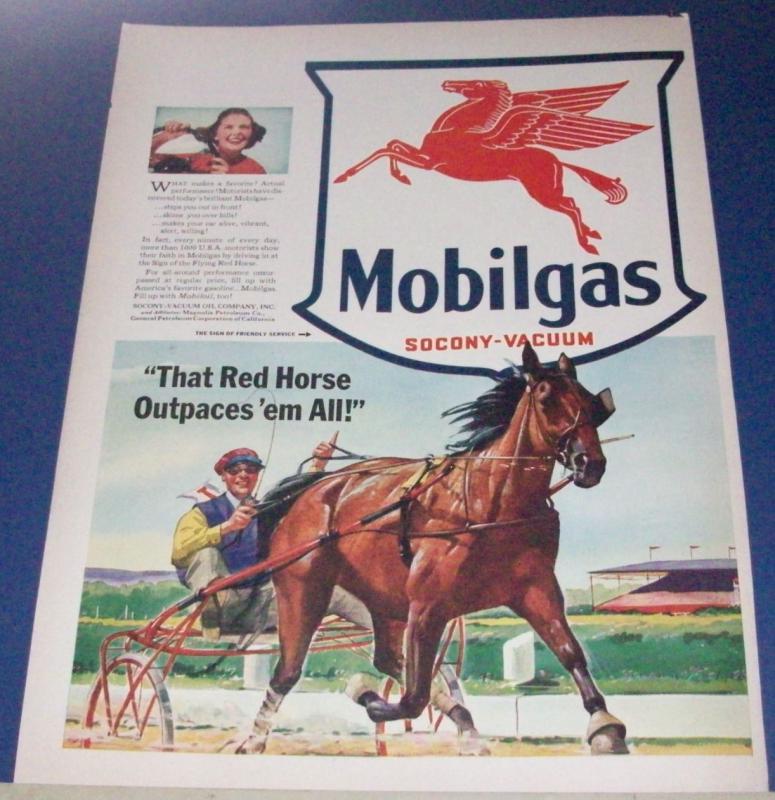 Mobilgas
SOCONY-VACUUM
WHAT makes a favorite? Actual
performance! Motorists have dis-
covered today's brilliant Mobilgas—
...steps you out in front!
...skims you over hills!
...makes your car alive, vibrant,
alert, willing!
In fact, every minute of every day,
more than 1000 U.S.A. motorists show
their faith in Mobilgas by driving in at
the Sign of the Flying Red Horse.
For all-around performance unsur-
passed at regular price, fill up with
America's favorite gasoline...Mobilgas.
Fill up with Mobiloil, too!
SOCONY-VACUUM OIL COMPANY, INC.
and Affiliates: Magnolia Petroleum Co.,
General Petroleum Corporation of California
THE SIGN OF FRIENDLY SERVICE
"That Red Horse
Outpaces 'em All!"